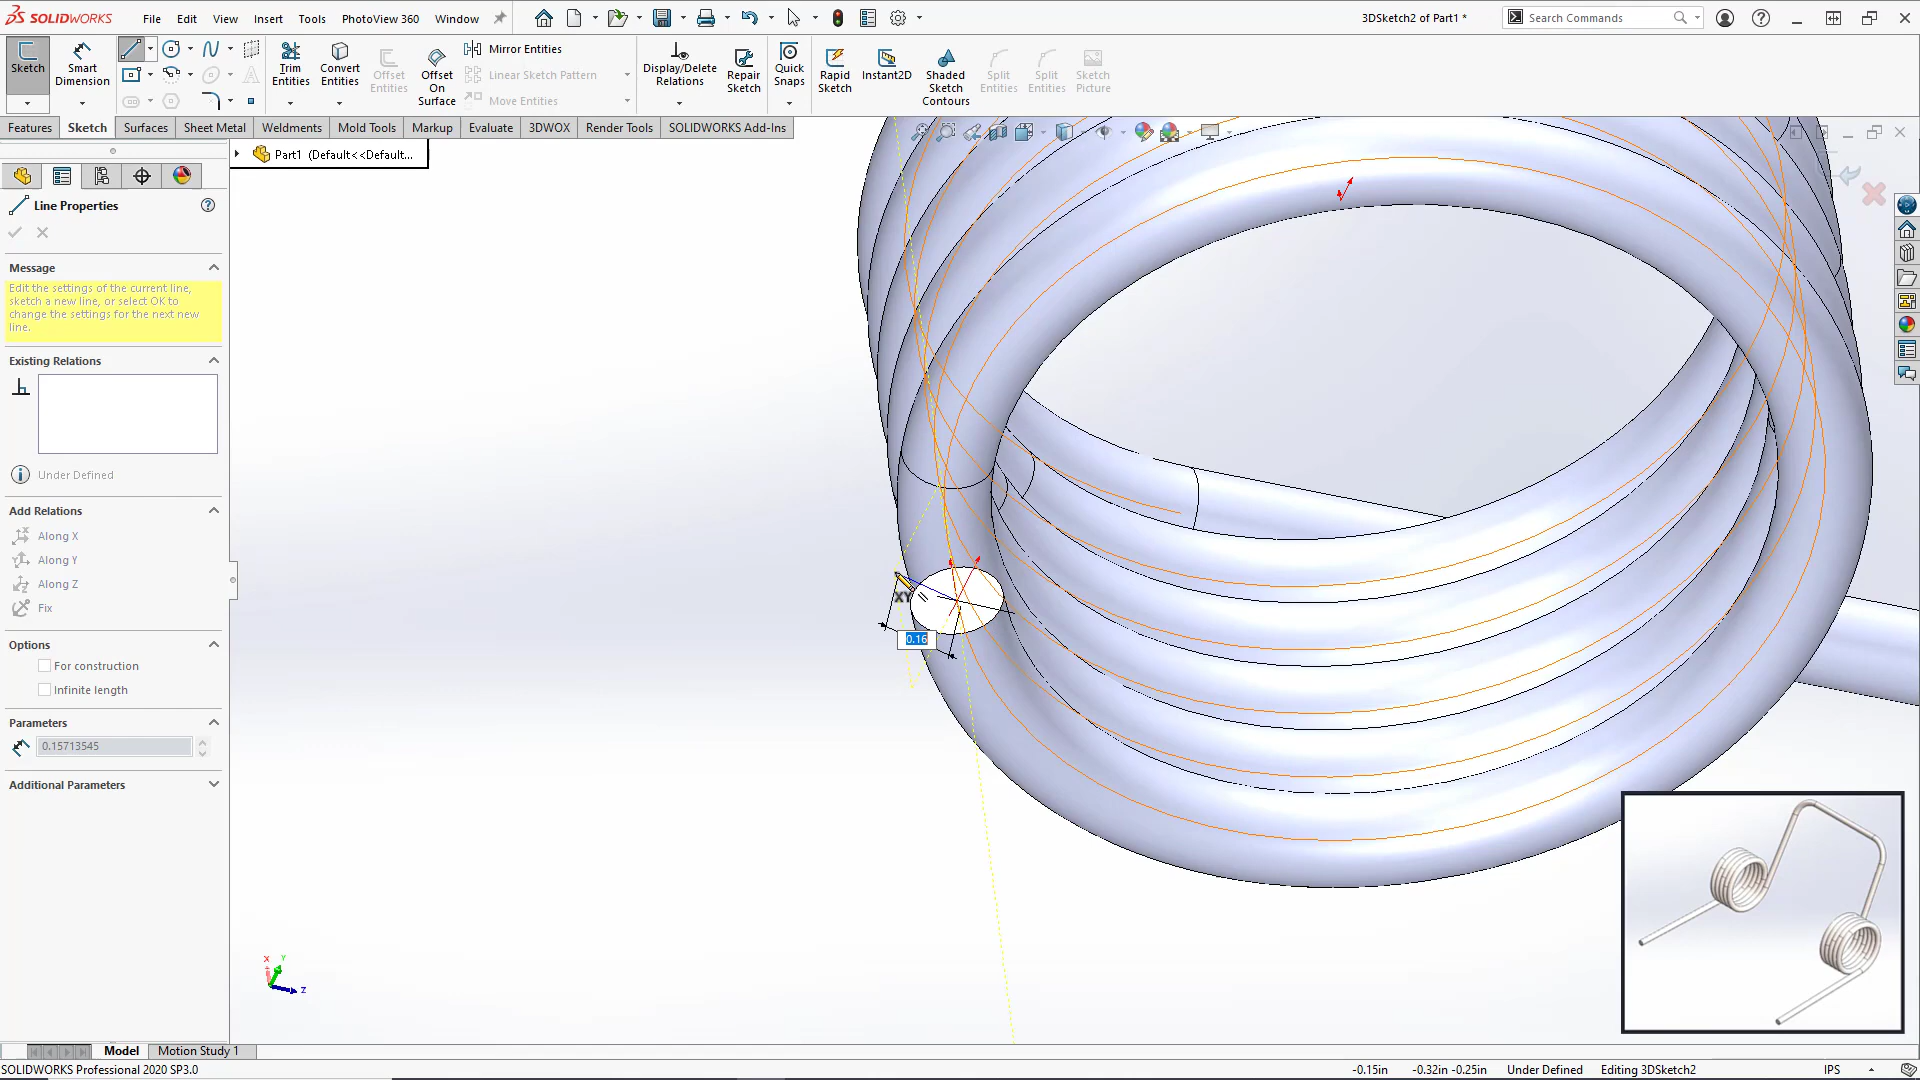 SOLIDWORKS
File
Edit
View
Insert
Tools
PhotoView 360
Window
3DSketch2 of Part1 *
Search Commands
Sketch
Smart
Dimension
Trim
Entities
Convert
Entities
Offset
Entities
Offset
On
Surface
Mirror Entities
Linear Sketch Pattern
Move Entities
Display/Delete
Relations
Repair
Sketch
Quick
Snaps
Rapid
Sketch
Instant2D
Shaded
Sketch
Contours
Split
Entities
Split
Entities
Sketch
Picture
Features
Sketch
Surfaces
Sheet Metal
Weldments
Mold Tools
Markup
Evaluate
3DWOX
Render Tools
SOLIDWORKS Add-Ins
Part1 (Default<<Default...
Line Properties
Message
Edit the settings of the current line,
sketch a new line, or select OK to
change the settings for the next new
line.
Existing Relations
Under Defined
Add Relations
Along X
Along Y
Along Z
Fix
Options
For construction
Infinite length
Parameters
0.15713545
Additional Parameters
XY
0.16
X
Y
Z
Model
Motion Study 1
SOLIDWORKS Professional 2020 SP3.0
-0.15in
-0.32in -0.25in
Under Defined
Editing 3DSketch2
IPS